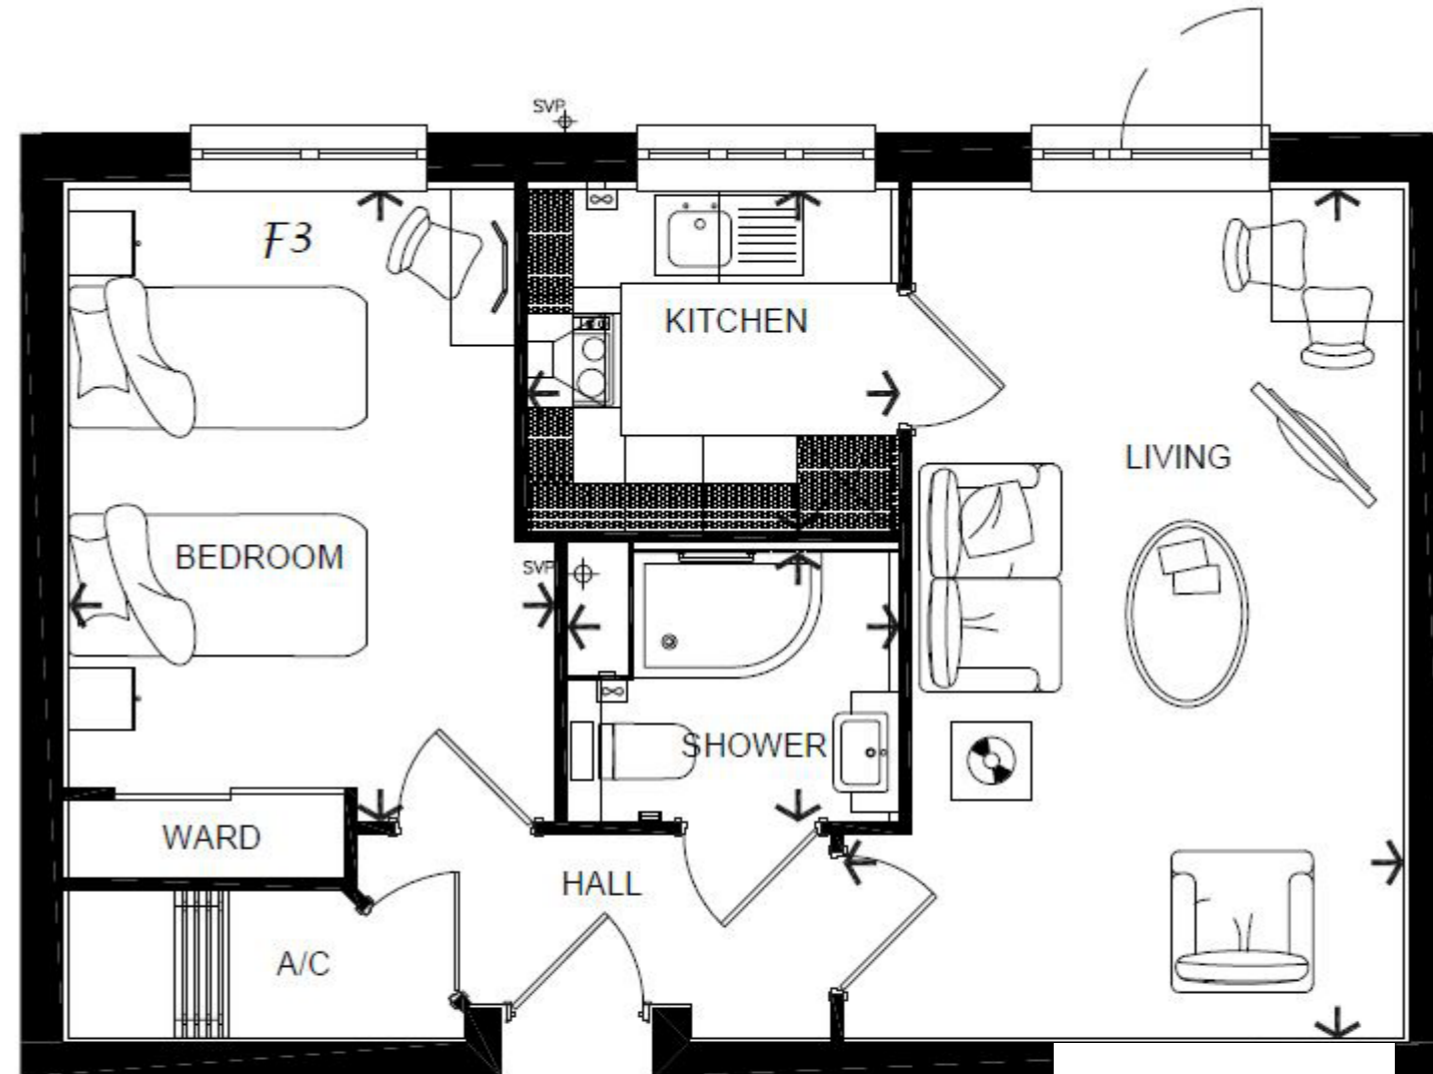 SVP
F3
KITCHEN
LIVING
BEDROOM
SVP
SHOWER
WARD
HALL
A/C